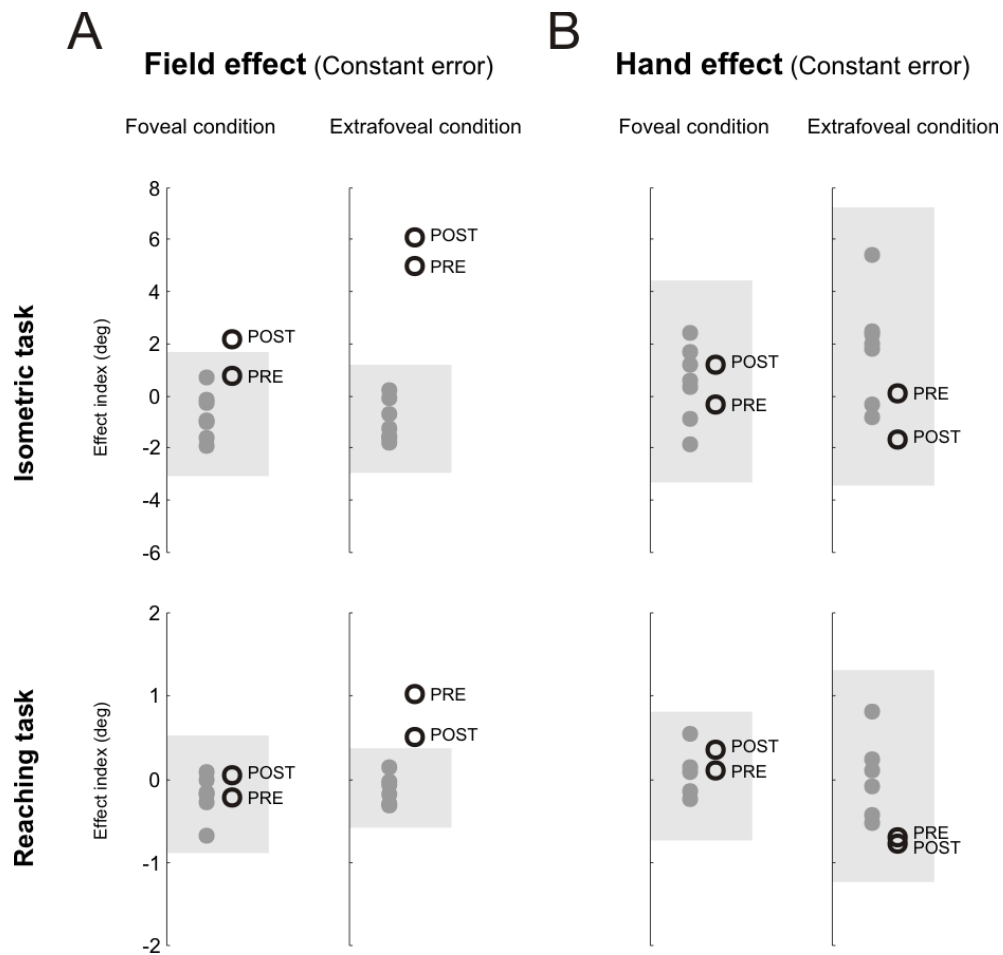 A
B
Field effect (Constant error)
Hand effect (Constant error)
Foveal condition
Extrafoveal condition
Foveal condition
Extrafoveal condition
Isometric task
Effect index (deg)
8
6
4
2
0
-2
-4
-6
POST
PRE
POST
PRE
POST
PRE
PRE
POST
Reaching task
Effect index (deg)
2
1
0
-1
-2
POST
PRE
PRE
POST
POST
PRE
PRE
POST